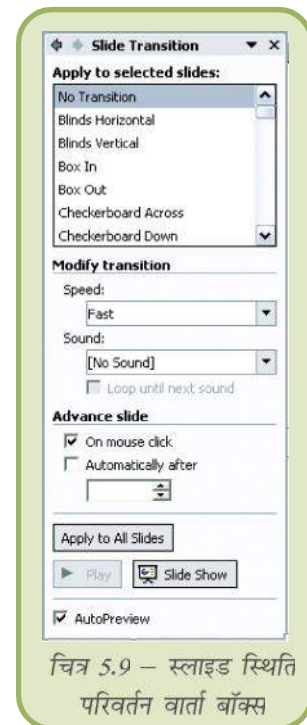 Slide Transition
Apply to selected slides:
No Transition
Blinds Horizontal
Blinds Vertical
Box In
Box Out
Checkerboard Across
Checkerboard Down
Modify transition
Speed:
Fast
Sound:
[No Sound]
Loop until next sound
Advance slide
On mouse click
Automatically after
Apply to All Slides
Play Slide Show
AutoPreview
चित्र 5.9 – स्लाइड स्थिति
परिवर्तन वार्ता बॉक्स